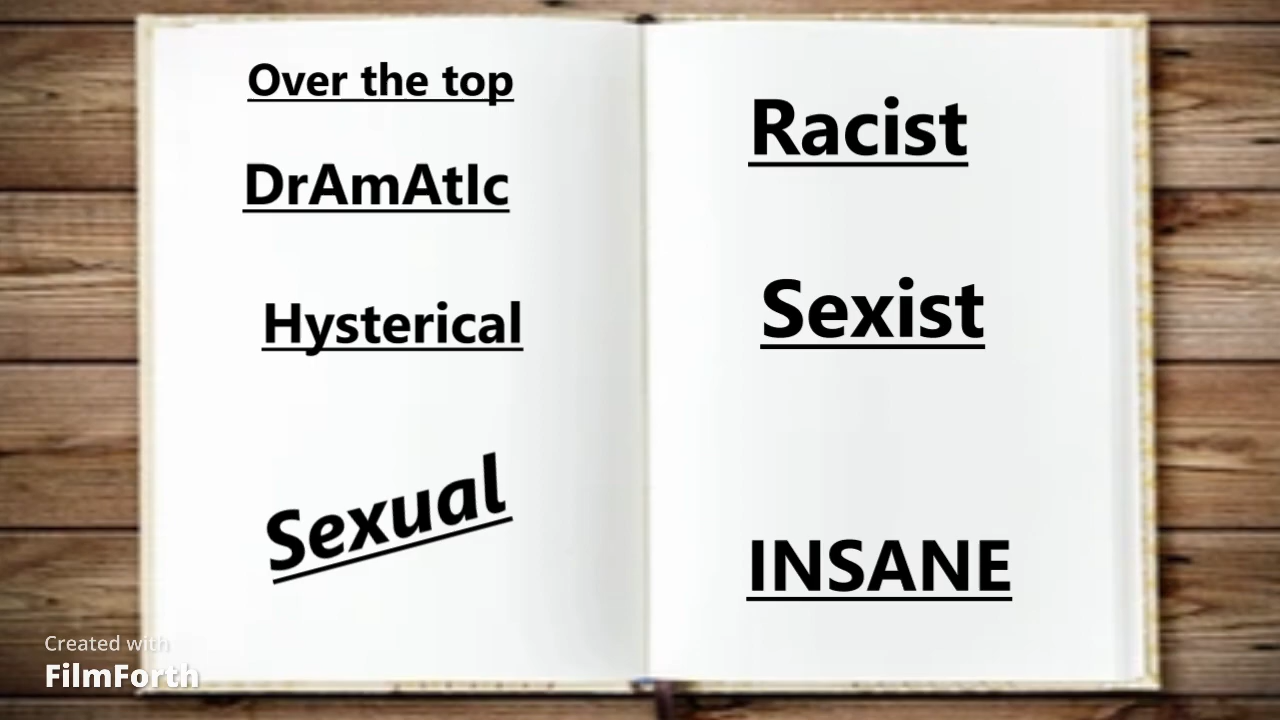 Over the top
DrAmAtIc
Hysterical
Sexual
Racist
Sexist
INSANE
Created with
FilmForth